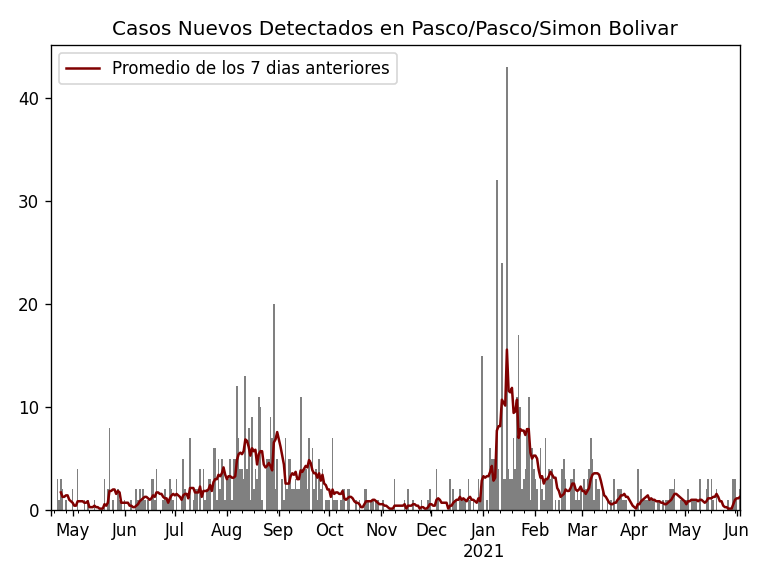 Casos Nuevos Detectados en Pasco/Pasco/Simon Bolivar
Promedio de los 7 dias anteriores
40
30
20
10
0
May Jun Jul Aug Sep Oct Nov Dec Jan Feb Mar Apr May Jun
2021